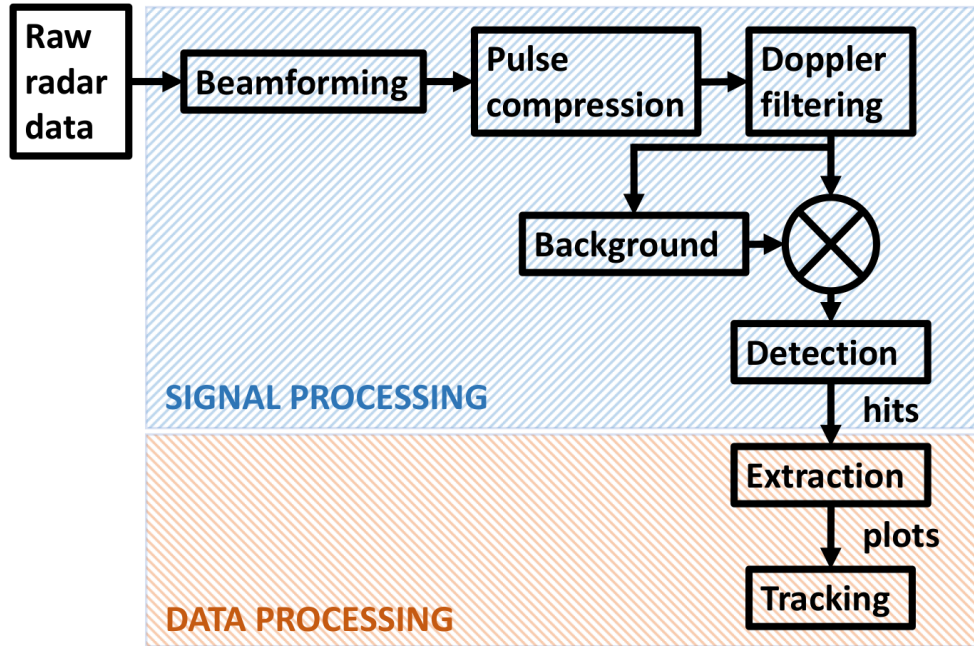 Raw
radar
data
Beamforming
Pulse
compression
Doppler
filtering
Background
Detection
SIGNAL PROCESSING
hits
Extraction
plots
Tracking
DATA PROCESSING